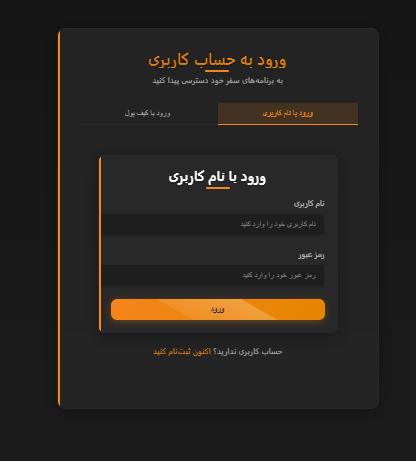 ورود به حساب کاربری
به برنامه‌های سفر خود دسترسی پیدا کنید
ورود با نام کاربری
ورود با کیف پول
ورود با نام کاربری
نام کاربری
نام کاربری خود را وارد کنید
رمز عبور
رمز عبور خود را وارد کنید
ورود
حساب کاربری ندارید؟ اکنون ثبت‌نام کنید